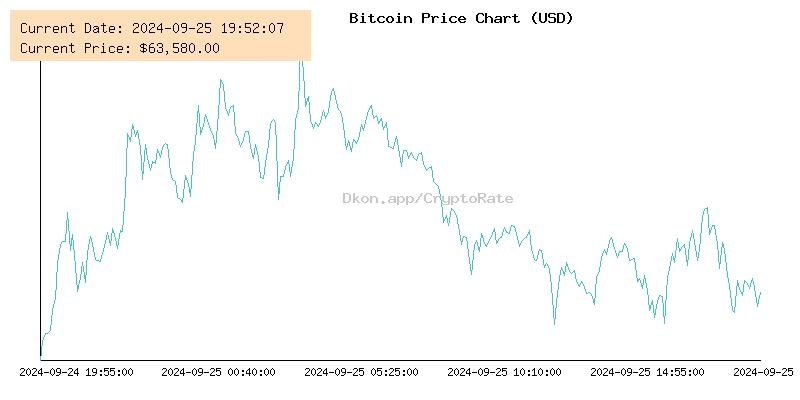 Bitcoin Price Chart (USD)
Current Date: 2024-09-25 19:52:07
Current Price: $63,580.00
Dkon.app/CryptoRate
2024-09-24 19:55:00 2024-09-25 00:40:00 2024-09-25 05:25:00 2024-09-25 10:10:00 2024-09-25 14:55:00 2024-09-25